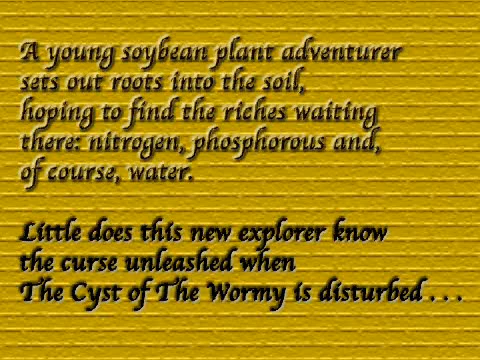 A young soybean plant adventurer
sets out roots into the soil,
hoping to find the riches waiting
there: nitrogen, phosphorous and,
of course, water.
Little does this new explorer know
the curse unleashed when
The Cyst of The Wormy is disturbed . . .